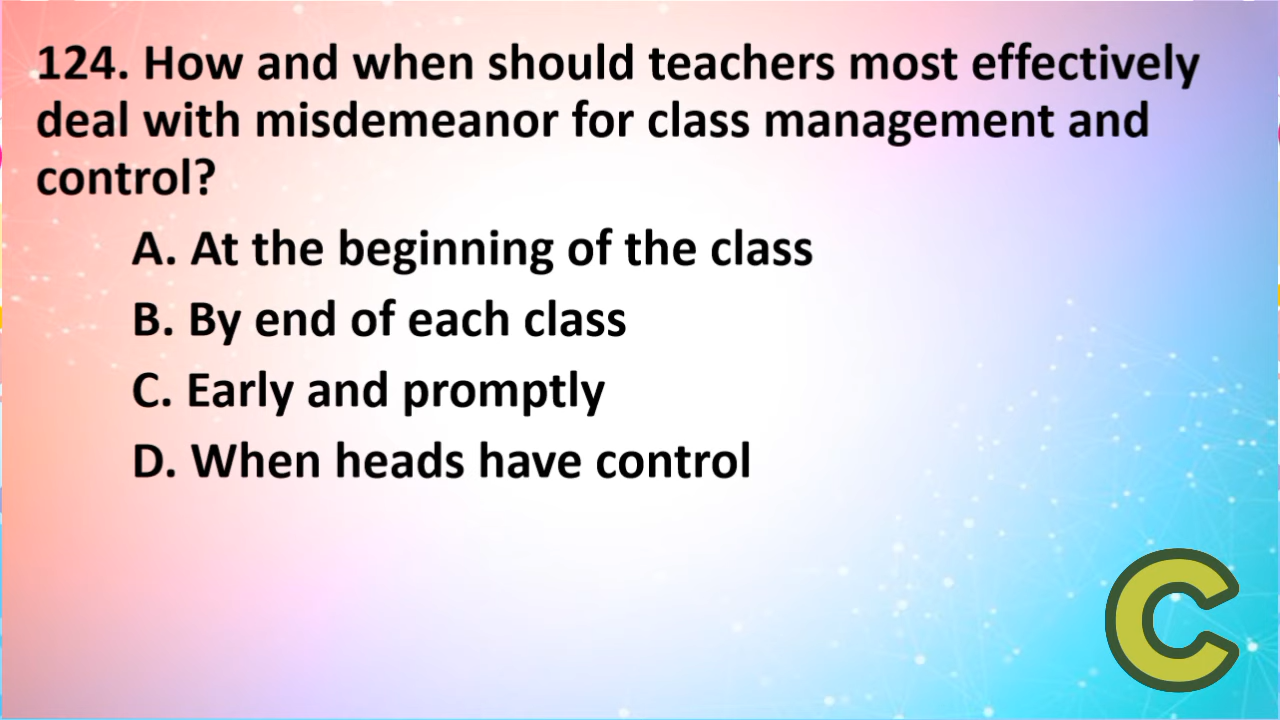 124. How and when should teachers most effectively
deal with misdemeanor for class management and
control?
A. At the beginning of the class
B. By end of each class
C. Early and promptly
D. When heads have control
C